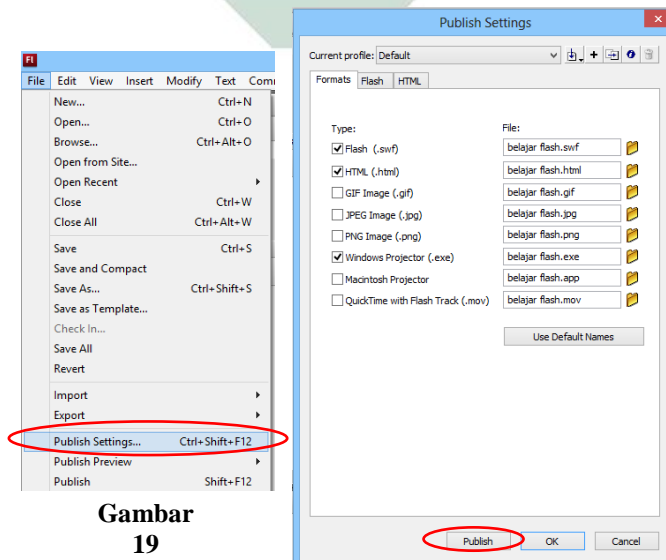 Fl
File Edit View Insert Modify Text
New... Ctrl+N
Open... Ctrl+O
Browse... Ctrl+Alt+O
Open from Site...
Open Recent
Close Ctrl+W
Close All Ctrl+Alt+W
Save Ctrl+S
Save and Compact
Save As... Ctrl+Shift+S
Save as Template...
Check In...
Save All
Revert
Import
Export
Publish Settings... Ctrl+Shift+F12
Publish Preview
Publish Shift+F12
Gambar
19
Publish Settings
Current profile: Default
Formats Flash HTML
Type: File:
Flash (.swf) belajar flash.swf
HTML (.html) belajar flash.html
GIF Image (.gif) belajar flash.gif
JPEG Image (.jpg) belajar flash.jpg
PNG Image (.png) belajar flash.png
Windows Projector (.exe) belajar flash.exe
Macintosh Projector belajar flash.app
QuickTime with Flash Track (.mov) belajar flash.mov
Use Default Names
Publish OK Cancel